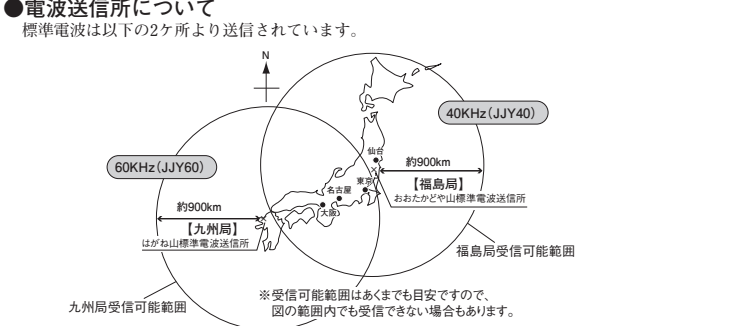 ●電波送信所について
標準電波は以下の2ケ所より送信されています。
N
40KHz(JJY40)
60KHz(JJY60)
仙台
約900km
東京
【福島局】
名古屋
おおたかどや山標準電波送信所
約900km
大阪
【九州局】
はがね山標準電波送信所
福島局受信可能範囲
※受信可能範囲はあくまでも目安ですので、
九州局受信可能範囲
図の範囲内でも受信できない場合もあります。